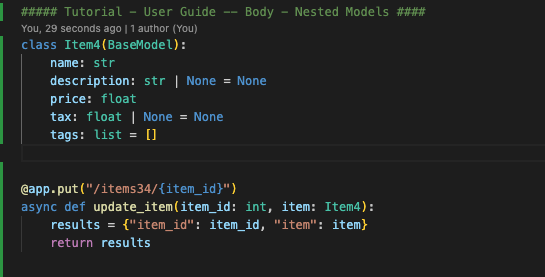 ##### Tutorial - User Guide -- Body - Nested Models ####
You, 29 seconds ago | 1 author (You)
class Item4(BaseModel):
    name: str
    description: str | None = None
    price: float
    tax: float | None = None
    tags: list = []
@app.put("/items34/{item_id}")
async def update_item(item_id: int, item: Item4):
    results = {"item_id": item_id, "item": item}
    return results